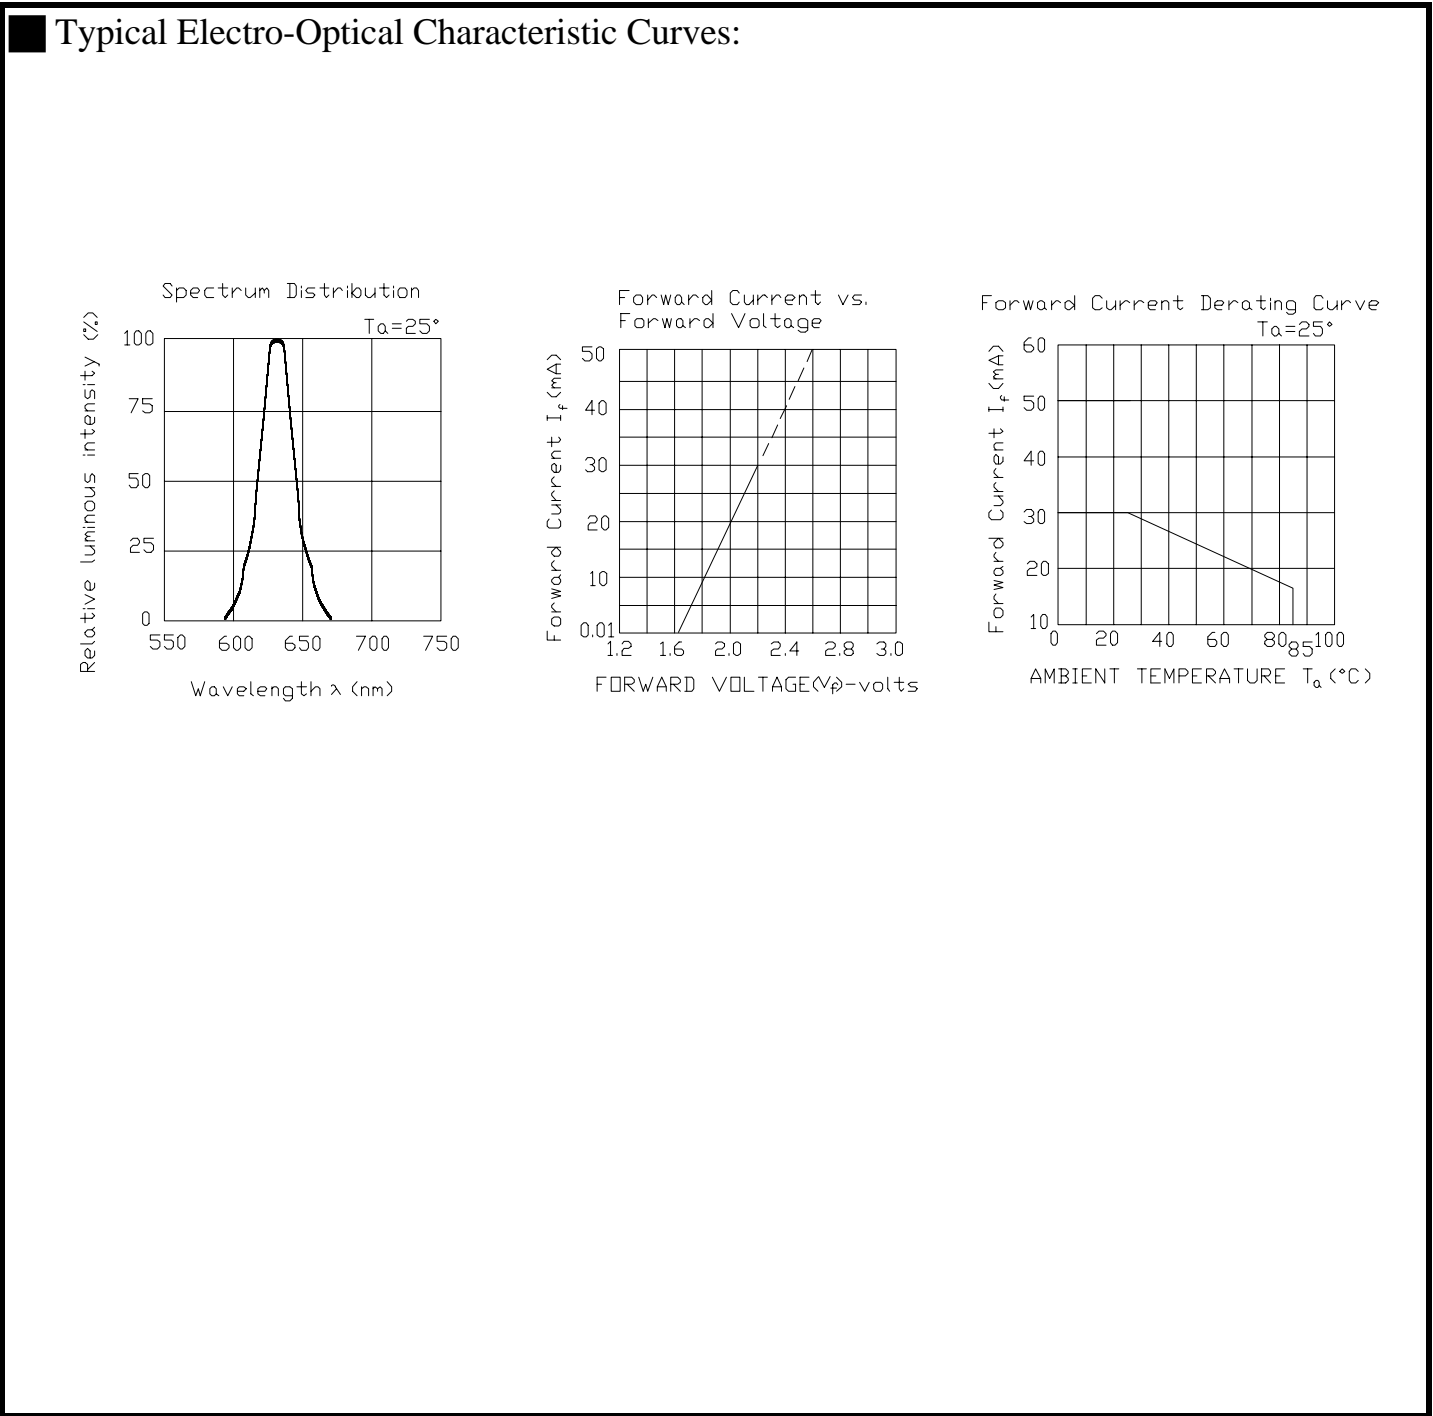 Typical Electro-Optical Characteristic Curves:
Spectrum Distribution
Ta=25°
Relative luminous intensity (%)
100
75
50
25
0
550 600 650 700 750
Wavelength λ (nm)
Forward Current vs.
Forward Voltage
Forward Current If (mA)
50
40
30
20
10
0.01
1.2 1.6 2.0 2.4 2.8 3.0
FORWARD VOLTAGE(Vf)-volts
Forward Current Derating Curve
Ta=25°
Forward Current If (mA)
60
50
40
30
20
10
0 20 40 60 80 85 100
AMBIENT TEMPERATURE Ta (°C)